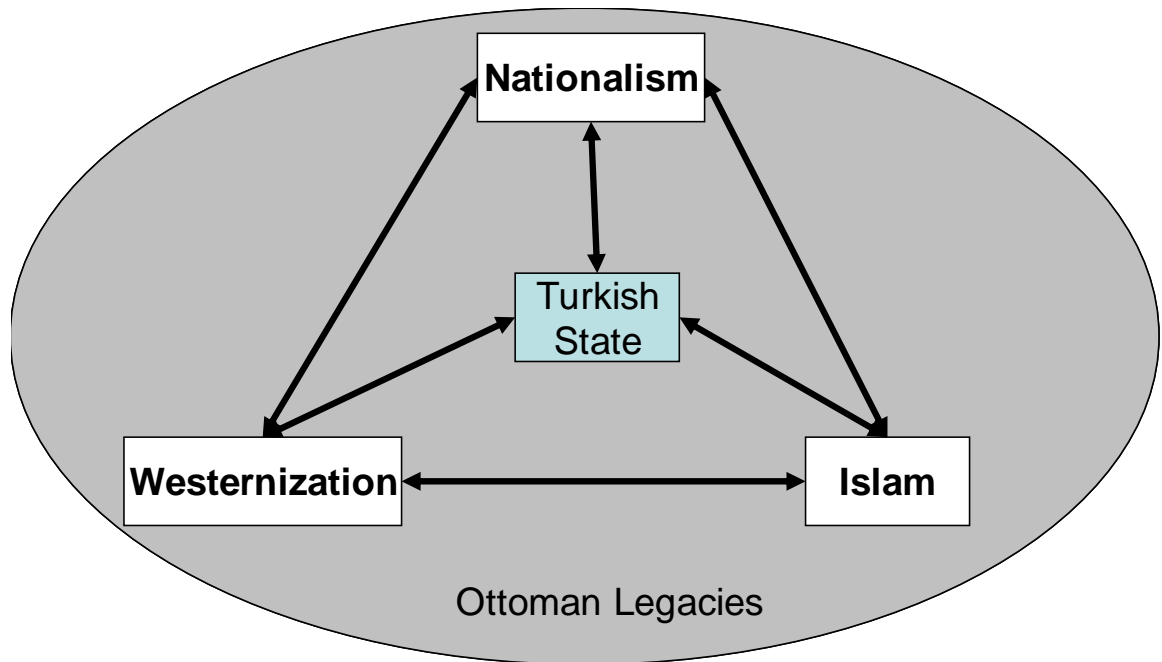 Nationalism
Turkish
State
Westernization
Islam
Ottoman Legacies